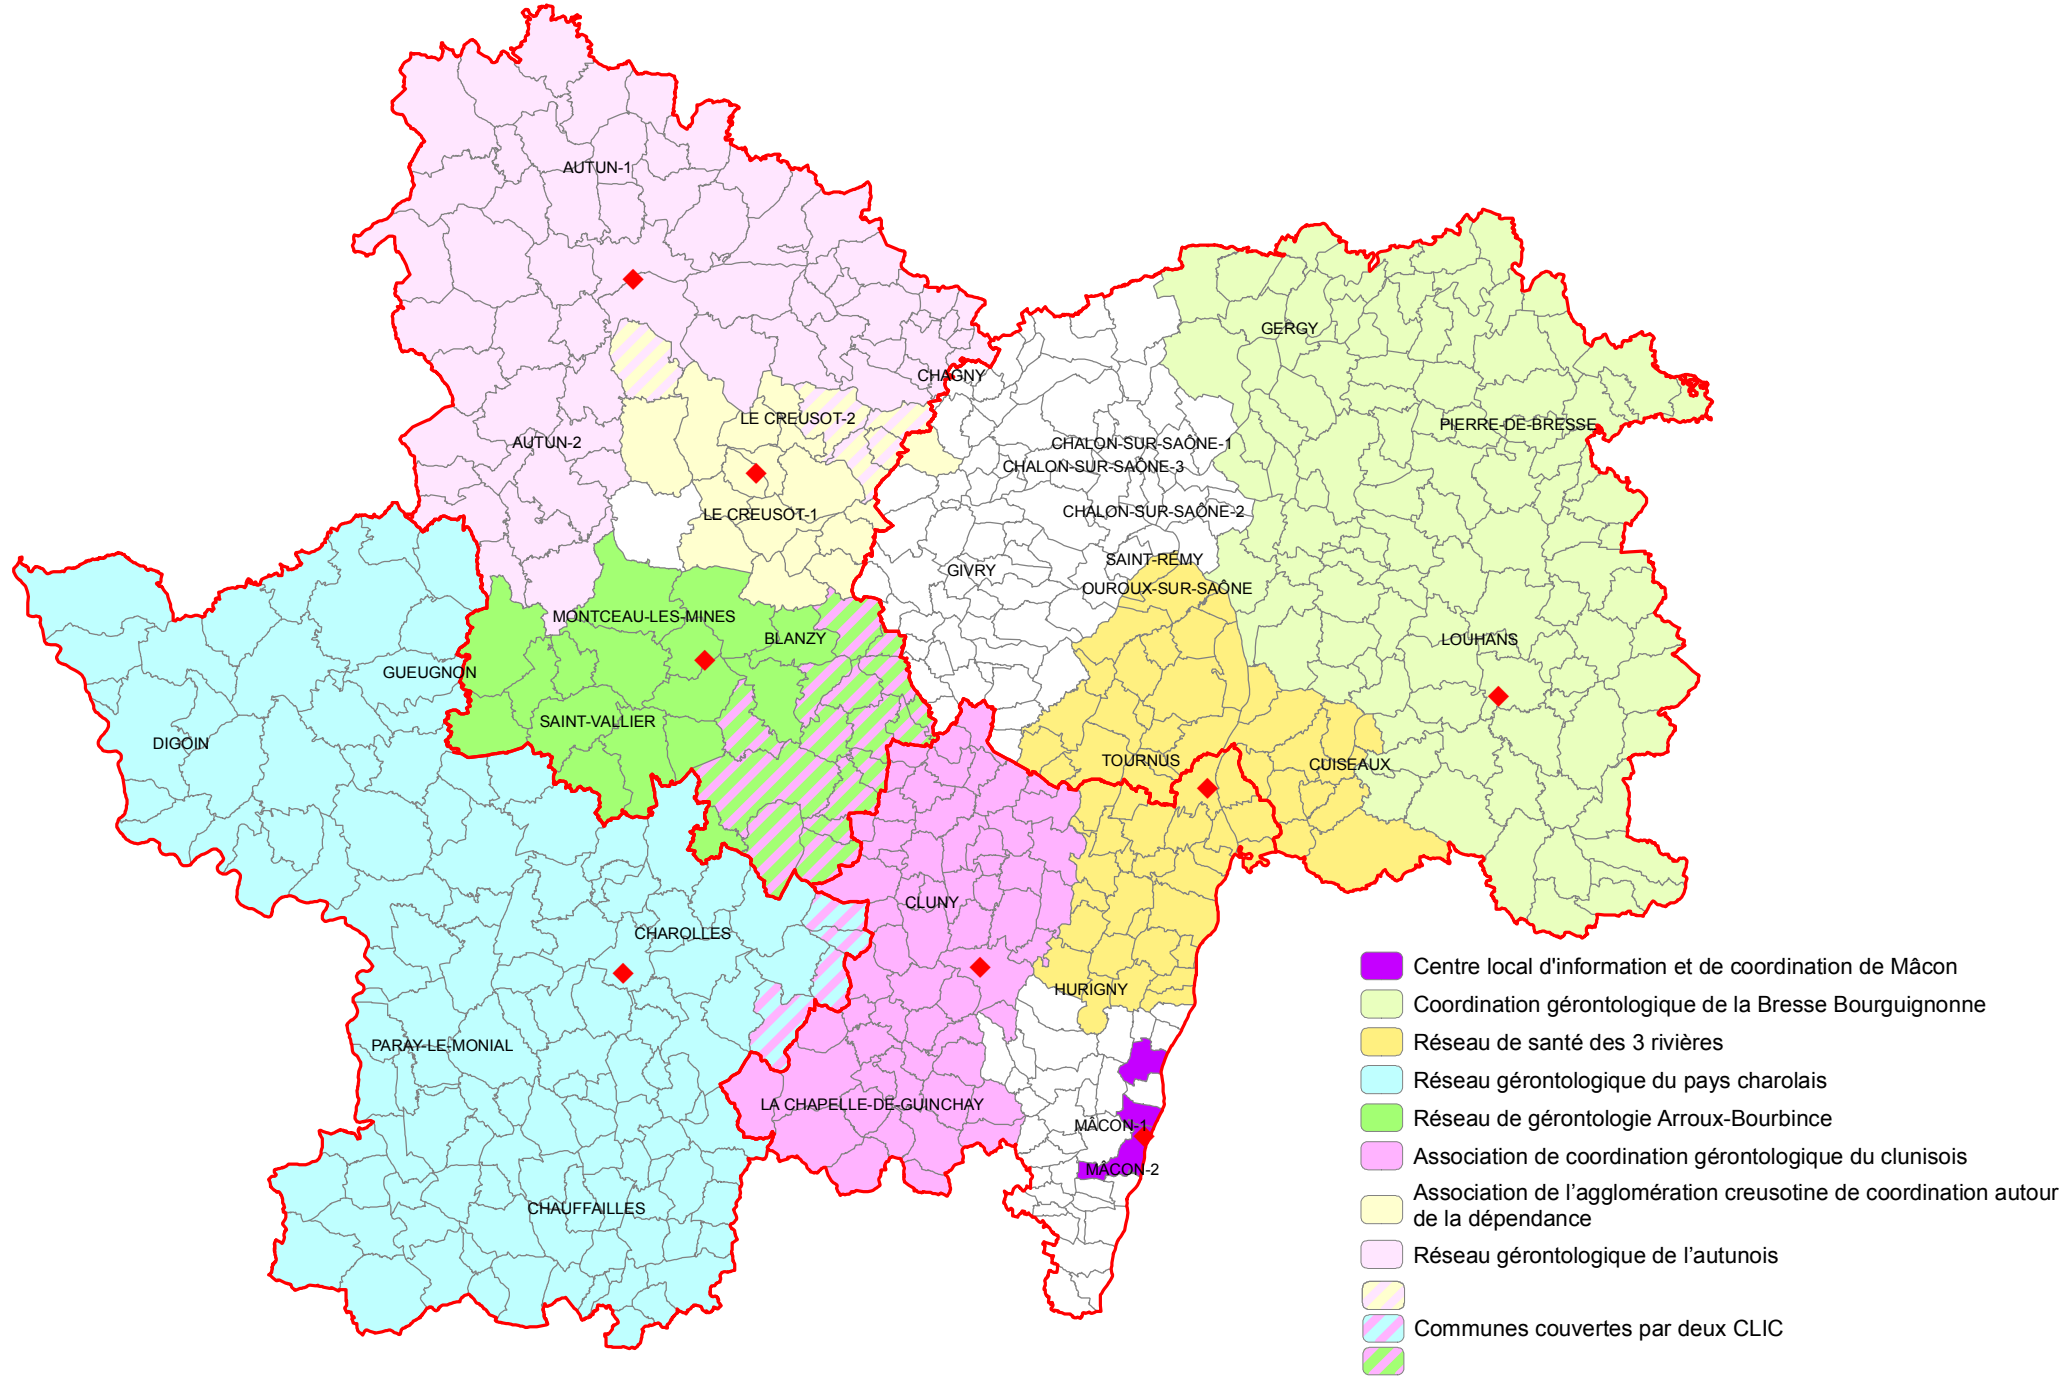 AUTUN-1
GERGY
CHAGNY
LE CREUSOT-2
PIERRE-DE-BRESSE
AUTUN-2
CHALON-SUR-SAÔNE-1
CHALON-SUR-SAÔNE-3
LE CREUSOT-1
CHALON-SUR-SAÔNE-2
SAINT-RÉMY
GIVRY
OUROUX-SUR-SAÔNE
MONTCEAU-LES-MINES
BLANZY
LOUHANS
GUEUGNON
SAINT-VALLIER
DIGOIN
TOURNUS
CUISEAUX
CLUNY
CHAROLLES
HURIGNY
PARAY-LE-MONIAL
LA CHAPELLE-DE-GUINCHAY
MÂCON-1
MÂCON-2
CHAUFFAILLES
Centre local d'information et de coordination de Mâcon
Coordination gérontologique de la Bresse Bourguignonne
Réseau de santé des 3 rivières
Réseau gérontologique du pays charolais
Réseau de gérontologie Arroux-Bourbince
Association de coordination gérontologique du clunisois
Association de l’agglomération creusotine de coordination autour
de la dépendance
Réseau gérontologique de l’autunois
Communes couvertes par deux CLIC